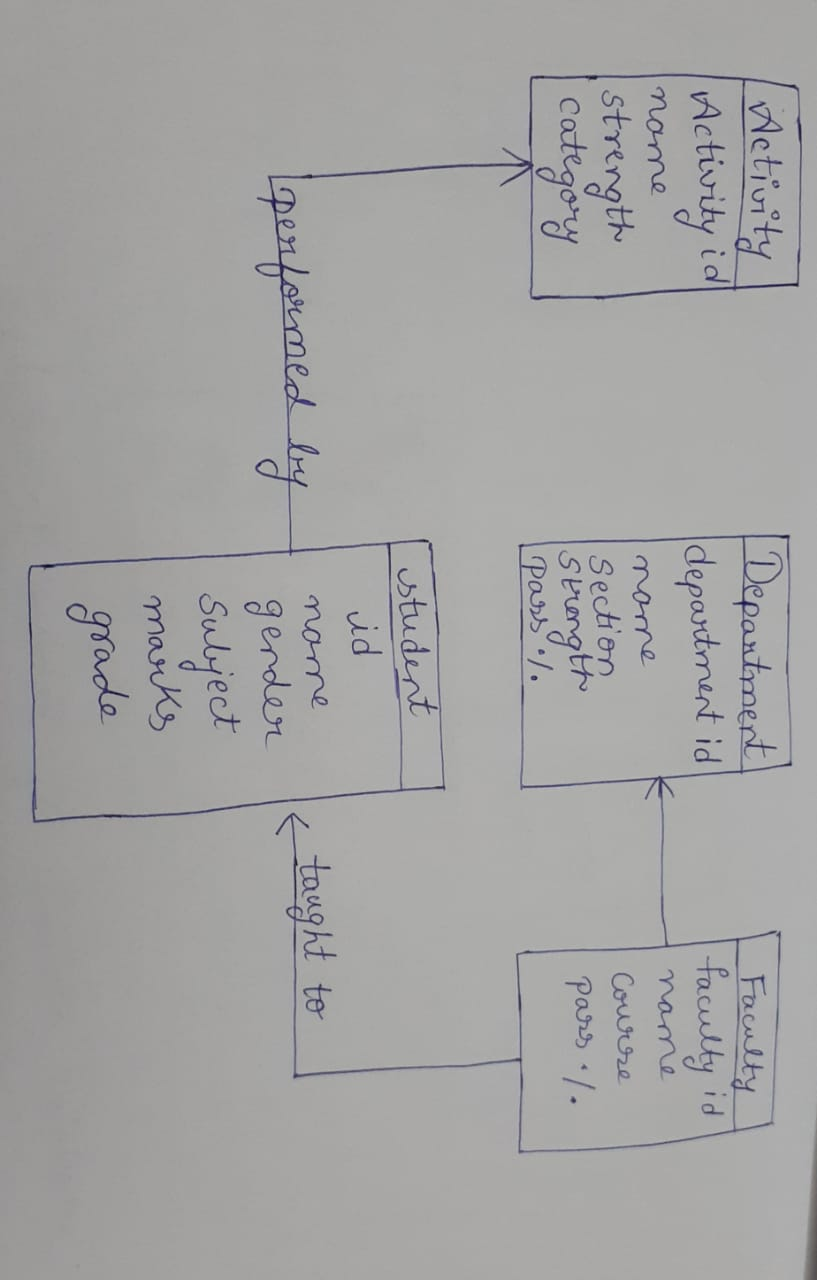 Activity
Activity id
name
strength
category
Department
department id
name
section
strength
Pass %
Faculty
faculty id
name
course
pass %
performed by
student
id
name
gender
subject
marks
grade
taught to